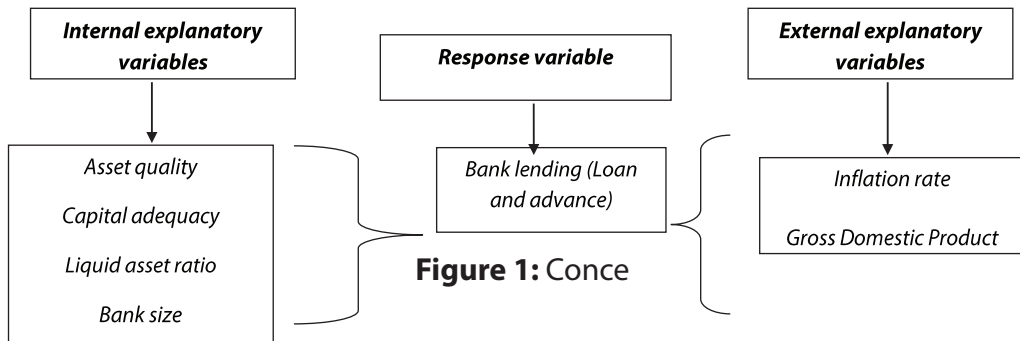 Internal explanatory
variables
Response variable
External explanatory
variables
Asset quality
Capital adequacy
Liquid asset ratio
Bank size
Bank lending (Loan
and advance)
Inflation rate
Gross Domestic Product
Figure 1: Conce